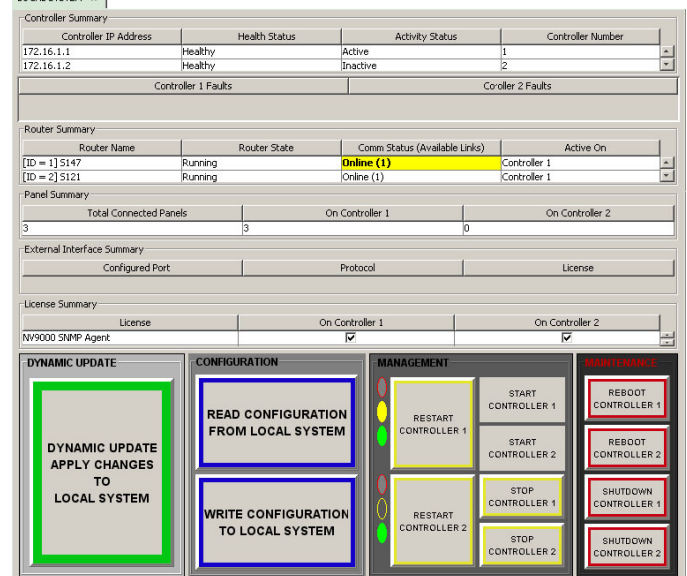 Controller Summary
Controller IP Address Health Status Activity Status Controller Number
172.16.1.1 Healthy Active 1
172.16.1.2 Healthy Inactive 2
Controller 1 Faults Co roller 2 Faults
Router Summary
Router Name Router State Comm Status (Available Links) Active On
[ID = 1] S147 Running Online (1) Controller 1
[ID = 2] S121 Running Online (1) Controller 1
Panel Summary
Total Connected Panels On Controller 1 On Controller 2
3 3 0
External Interface Summary
Configured Port Protocol License
License Summary
License On Controller 1 On Controller 2
NV9000 SNMP Agent
DYNAMIC UPDATE CONFIGURATION MANAGEMENT MAINTENANCE
DYNAMIC UPDATE
APPLY CHANGES
TO
LOCAL SYSTEM
READ CONFIGURATION
FROM LOCAL SYSTEM
WRITE CONFIGURATION
TO LOCAL SYSTEM
RESTART
CONTROLLER 1
RESTART
CONTROLLER 2
START
CONTROLLER 1
START
CONTROLLER 2
STOP
CONTROLLER 1
STOP
CONTROLLER 2
REBOOT
CONTROLLER 1
REBOOT
CONTROLLER 2
SHUTDOWN
CONTROLLER 1
SHUTDOWN
CONTROLLER 2